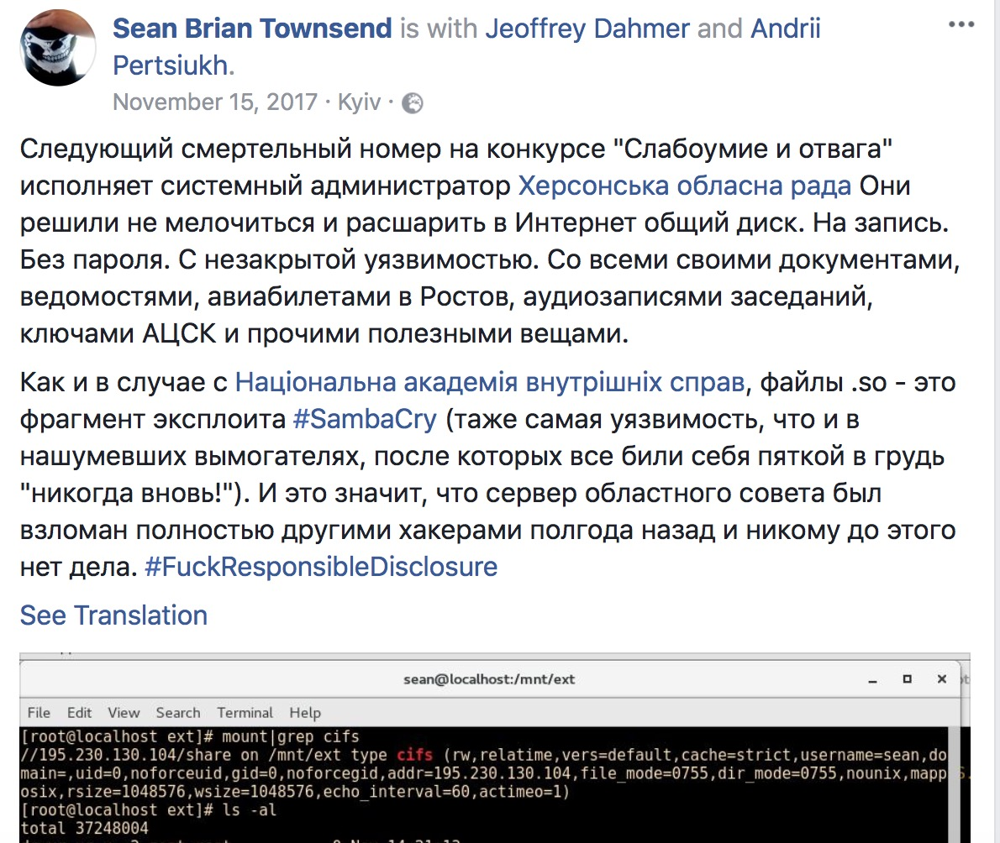 Sean Brian Townsend is with Jeoffrey Dahmer and Andrii
Pertsiukh.
November 15, 2017 · Kyiv ·
Следующий смертельный номер на конкурсе "Слабоумие и отвага"
исполняет системный администратор Херсонська обласна рада Они
решили не мелочиться и расшарить в Интернет общий диск. На запись.
Без пароля. С незакрытой уязвимостью. Со всеми своими документами,
ведомостями, авиабилетами в Ростов, аудиозаписями заседаний,
ключами АЦСК и прочими полезными вещами.
Как и в случае с Національна академія внутрішніх справ, файлы .so - это
фрагмент эксплоита #SambaCry (таже самая уязвимость, что и в
нашумевших вымогателях, после которых все били себя пяткой в грудь
"никогда вновь!"). И это значит, что сервер областного совета был
взломан полностью другими хакерами полгода назад и никому до этого
нет дела. #FuckResponsibleDisclosure
See Translation
sean@localhost:/mnt/ext
File Edit View Search Terminal Help
[root@localhost ext]# mount|grep cifs
//195.230.130.104/share on /mnt/ext type cifs (rw,relatime,vers=default,cache=strict,username=sean,do
main=,uid=0,noforceuid,gid=0,noforcegid,addr=195.230.130.104,file_mode=0755,dir_mode=0755,nounix,mapp
osix,rsize=1048576,wsize=1048576,echo_interval=60,actimeo=1)
[root@localhost ext]# ls -al
total 37248004